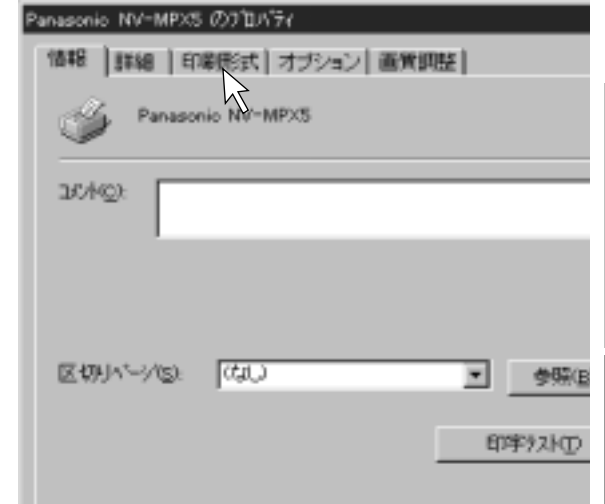 Panasonic NV-MPX5 のプロパティ
情報 詳細 印刷形式 オプション 画質調整
Panasonic NV-MPX5
コメント(C):
区切りページ(S): (なし) 参照(B
印字テスト(T)